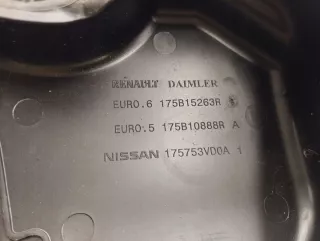 RENAULT DAIMLER
EURO.6 175B15263R
EURO.5 175B10888R A
NISSAN 175753VD0A 1